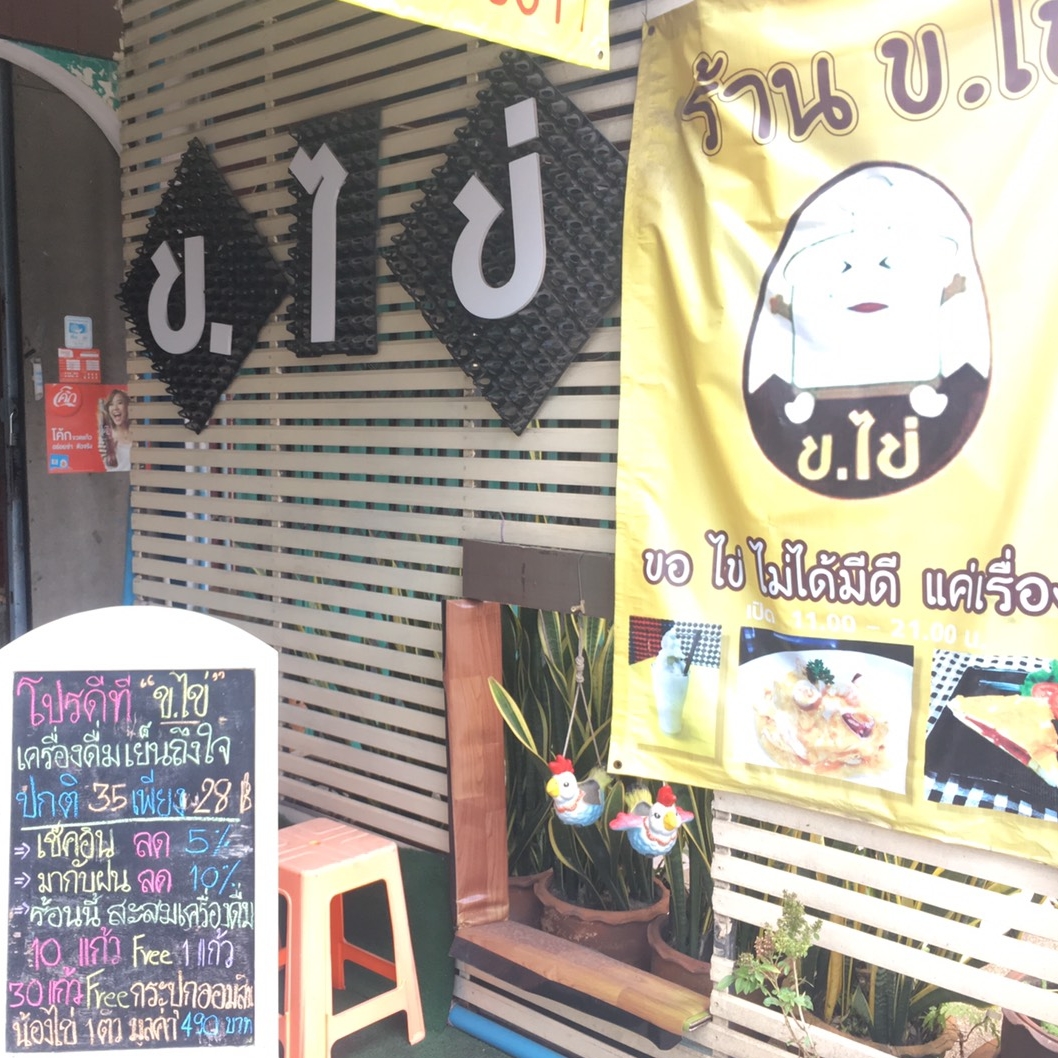 ร้าน ข.ไข่
ข.ไข่
ข.ไข่
ขอ ไข่ ไม่ได้มีดี แค่เรื่อง
เปิด 11.00 - 21.00 น.
โค้ก
โปรดีที่ "ข.ไข่"
เครื่องดื่มเย็นถึงใจ
ปกติ 35 เพียง 28 ฿
⇒ เช็คอิน ลด 5%
⇒ มากับฝน ลด 10%
⇒ ร้อนนี้ สะสมเครื่องดื่ม
10 แก้ว Free 1 แก้ว
30 แก้ว Free กระปุกออมสิน
น้องไข่ 1 ตัว มูลค่า 490 บาท